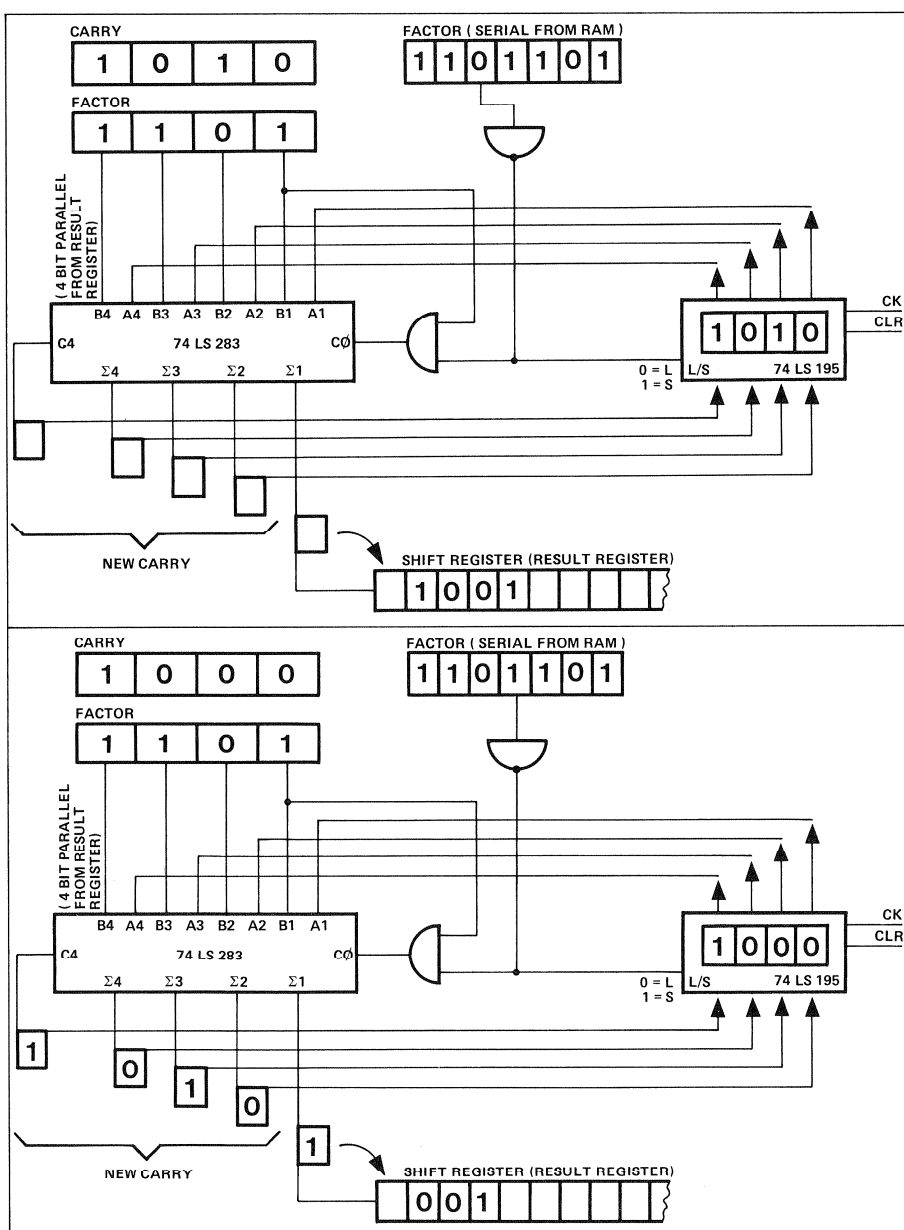 CARRY
1 0 1 0
FACTOR ( SERIAL FROM RAM )
1 1 0 1 1 0 1
FACTOR
1 1 0 1
( 4 BIT PARALLEL
FROM RESULT
REGISTER)
B4 A4 B3 A3 B2 A2 B1 A1
C4 74 LS 283 CØ
Σ4 Σ3 Σ2 Σ1
CK
CLR
1 0 1 0
0 = L
1 = S
L/S 74 LS 195
NEW CARRY
SHIFT REGISTER (RESULT REGISTER)
1 0 0 1
CARRY
1 0 0 0
FACTOR ( SERIAL FROM RAM )
1 1 0 1 1 0 1
FACTOR
1 1 0 1
( 4 BIT PARALLEL
FROM RESULT
REGISTER)
B4 A4 B3 A3 B2 A2 B1 A1
C4 74 LS 283 CØ
Σ4 Σ3 Σ2 Σ1
CK
CLR
1 0 0 0
0 = L
1 = S
L/S 74 LS 195
1
0
1
0
1
NEW CARRY
SHIFT REGISTER (RESULT REGISTER)
0 0 1